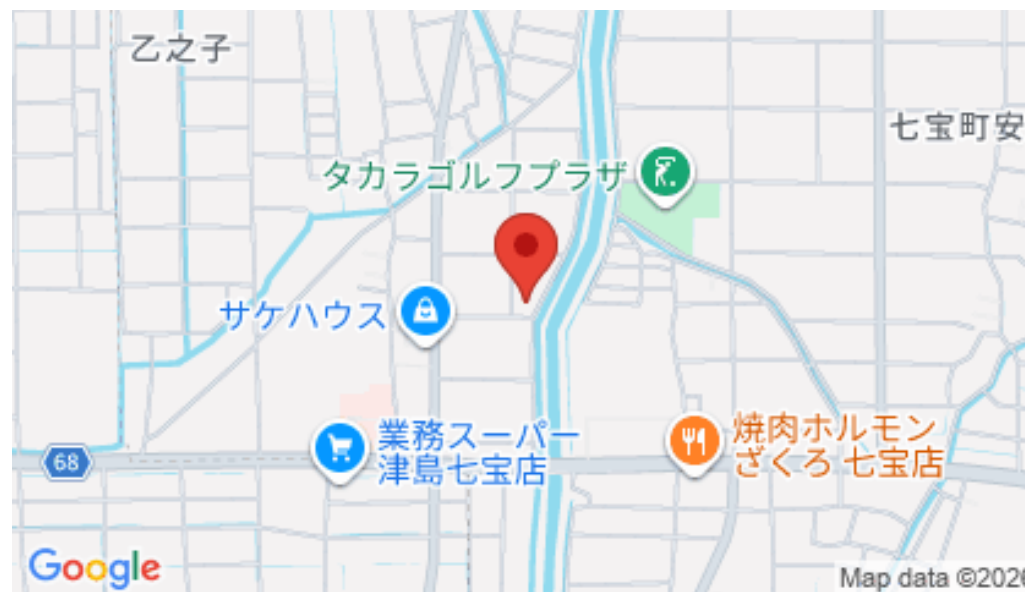 乙之子
七宝町安
タカラゴルフプラザ
サケハウス
業務スーパー
津島七宝店
焼肉ホルモン
ざくろ 七宝店
68
Google
Map data ©2026